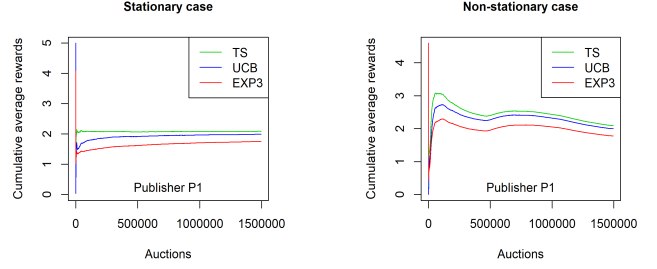 Stationary case
Cumulative average rewards
5
4
3
2
1
0
TS
UCB
EXP3
Publisher P1
0 500000 1000000 1500000
Auctions
Non-stationary case
Cumulative average rewards
4
3
2
1
0
TS
UCB
EXP3
Publisher P1
0 500000 1000000 1500000
Auctions